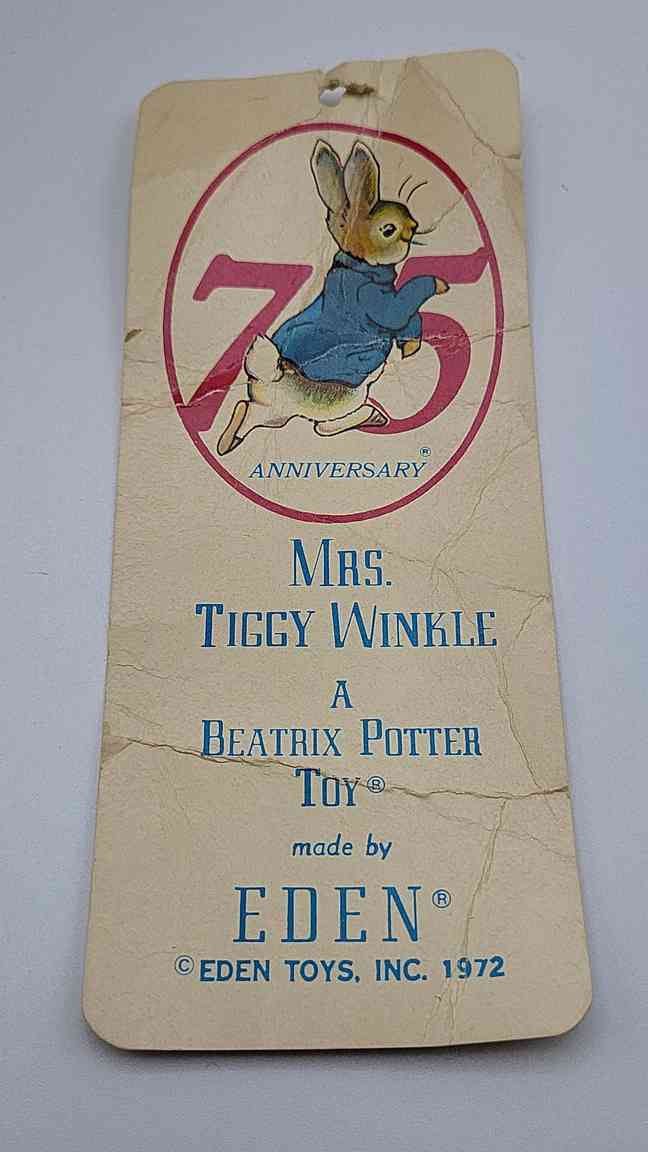 75
ANNIVERSARY®
MRS.
TIGGY WINKLE
A
BEATRIX POTTER
TOY®
made by
EDEN®
© EDEN TOYS, INC. 1972